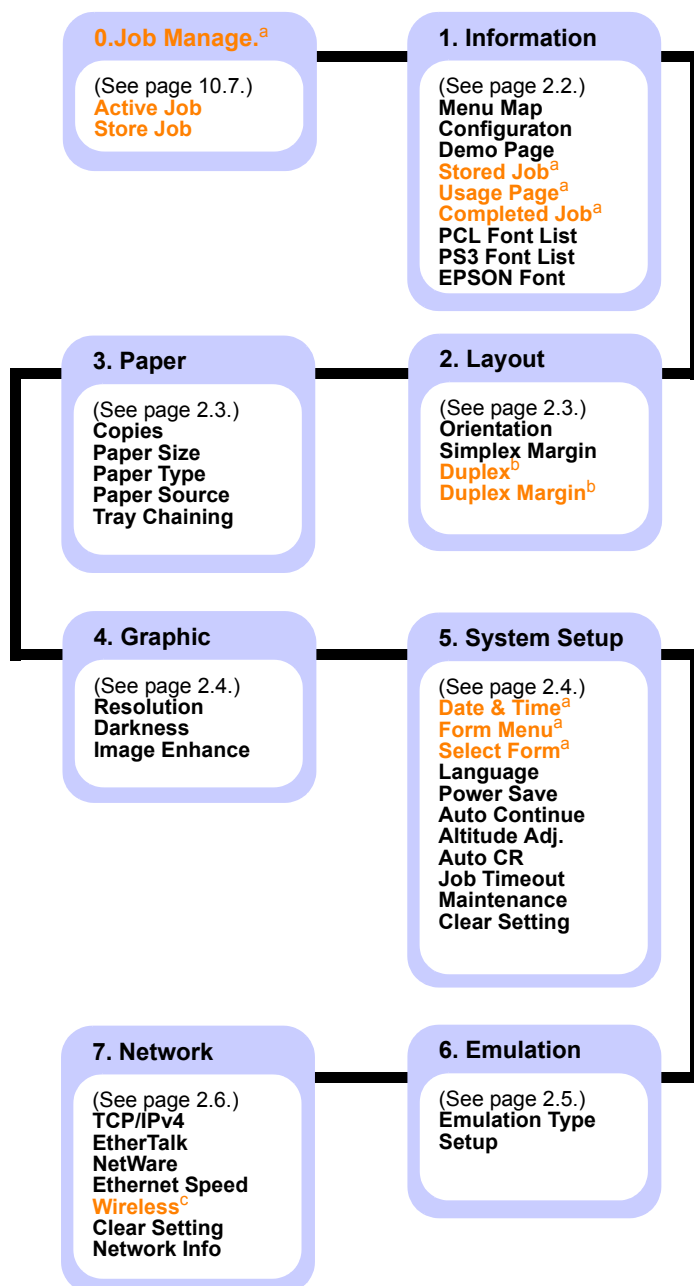 0.Job Manage.a
(See page 10.7.)
Active Job
Store Job
1. Information
(See page 2.2.)
Menu Map
Configuraton
Demo Page
Stored Joba
Usage Pagea
Completed Joba
PCL Font List
PS3 Font List
EPSON Font
2. Layout
(See page 2.3.)
Orientation
Simplex Margin
Duplexb
Duplex Marginb
3. Paper
(See page 2.3.)
Copies
Paper Size
Paper Type
Paper Source
Tray Chaining
4. Graphic
(See page 2.4.)
Resolution
Darkness
Image Enhance
5. System Setup
(See page 2.4.)
Date & Timea
Form Menua
Select Forma
Language
Power Save
Auto Continue
Altitude Adj.
Auto CR
Job Timeout
Maintenance
Clear Setting
6. Emulation
(See page 2.5.)
Emulation Type
Setup
7. Network
(See page 2.6.)
TCP/IPv4
EtherTalk
NetWare
Ethernet Speed
Wirelessc
Clear Setting
Network Info